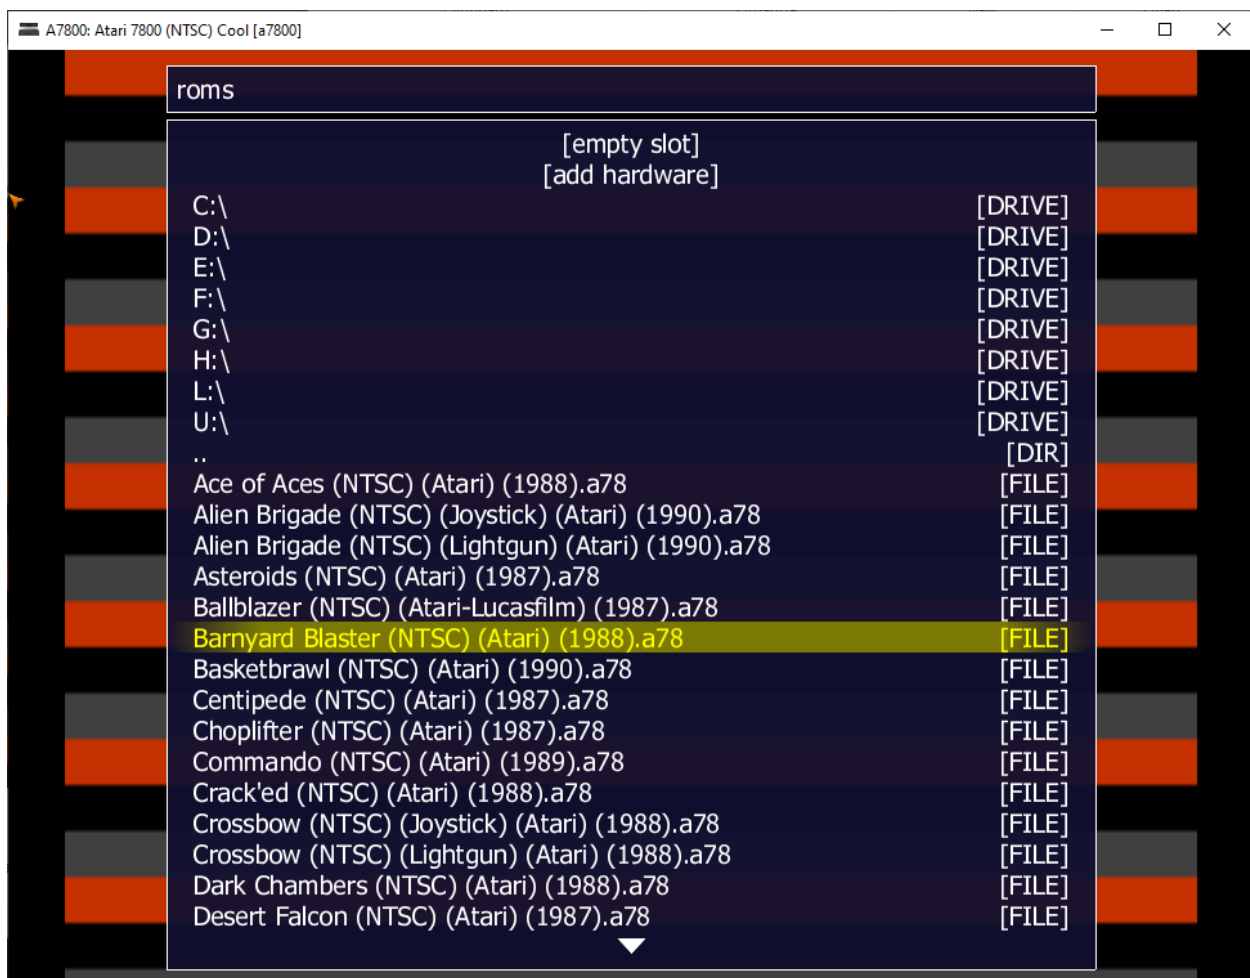 A7800: Atari 7800 (NTSC) Cool [a7800]
roms
[empty slot]
[add hardware]
C:\ [DRIVE]
D:\ [DRIVE]
E:\ [DRIVE]
F:\ [DRIVE]
G:\ [DRIVE]
H:\ [DRIVE]
L:\ [DRIVE]
U:\ [DRIVE]
.. [DIR]
Ace of Aces (NTSC) (Atari) (1988).a78 [FILE]
Alien Brigade (NTSC) (Joystick) (Atari) (1990).a78 [FILE]
Alien Brigade (NTSC) (Lightgun) (Atari) (1990).a78 [FILE]
Asteroids (NTSC) (Atari) (1987).a78 [FILE]
Ballblazer (NTSC) (Atari-Lucasfilm) (1987).a78 [FILE]
Barnyard Blaster (NTSC) (Atari) (1988).a78 [FILE]
Basketbrawl (NTSC) (Atari) (1990).a78 [FILE]
Centipede (NTSC) (Atari) (1987).a78 [FILE]
Choplifter (NTSC) (Atari) (1987).a78 [FILE]
Commando (NTSC) (Atari) (1989).a78 [FILE]
Crack'ed (NTSC) (Atari) (1988).a78 [FILE]
Crossbow (NTSC) (Joystick) (Atari) (1988).a78 [FILE]
Crossbow (NTSC) (Lightgun) (Atari) (1988).a78 [FILE]
Dark Chambers (NTSC) (Atari) (1988).a78 [FILE]
Desert Falcon (NTSC) (Atari) (1987).a78 [FILE]